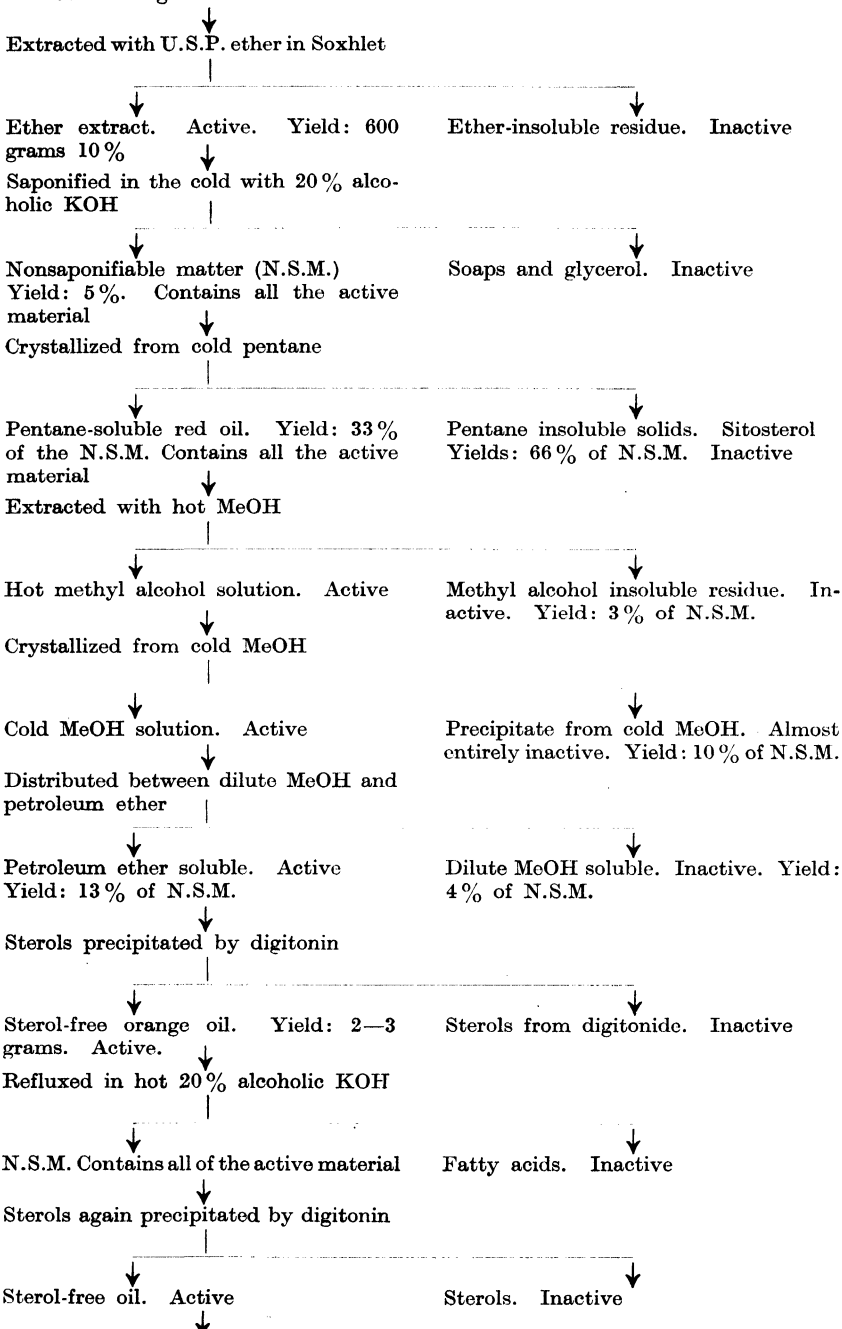 Extracted with U.S.P. ether in Soxhlet
Ether extract. Active. Yield: 600
grams 10%
Ether-insoluble residue. Inactive
Saponified in the cold with 20% alco-
holic KOH
Nonsaponifiable matter (N.S.M.)
Yield: 5%. Contains all the active
material
Soaps and glycerol. Inactive
Crystallized from cold pentane
Pentane-soluble red oil. Yield: 33%
of the N.S.M. Contains all the active
material
Pentane insoluble solids. Sitosterol
Yields: 66% of N.S.M. Inactive
Extracted with hot MeOH
Hot methyl alcohol solution. Active
Methyl alcohol insoluble residue. In-
active. Yield: 3% of N.S.M.
Crystallized from cold MeOH
Cold MeOH solution. Active
Precipitate from cold MeOH. Almost
entirely inactive. Yield: 10% of N.S.M.
Distributed between dilute MeOH and
petroleum ether
Petroleum ether soluble. Active
Yield: 13% of N.S.M.
Dilute MeOH soluble. Inactive. Yield:
4% of N.S.M.
Sterols precipitated by digitonin
Sterol-free orange oil. Yield: 2—3
grams. Active.
Sterols from digitonide. Inactive
Refluxed in hot 20% alcoholic KOH
N.S.M. Contains all of the active material
Fatty acids. Inactive
Sterols again precipitated by digitonin
Sterol-free oil. Active
Sterols. Inactive